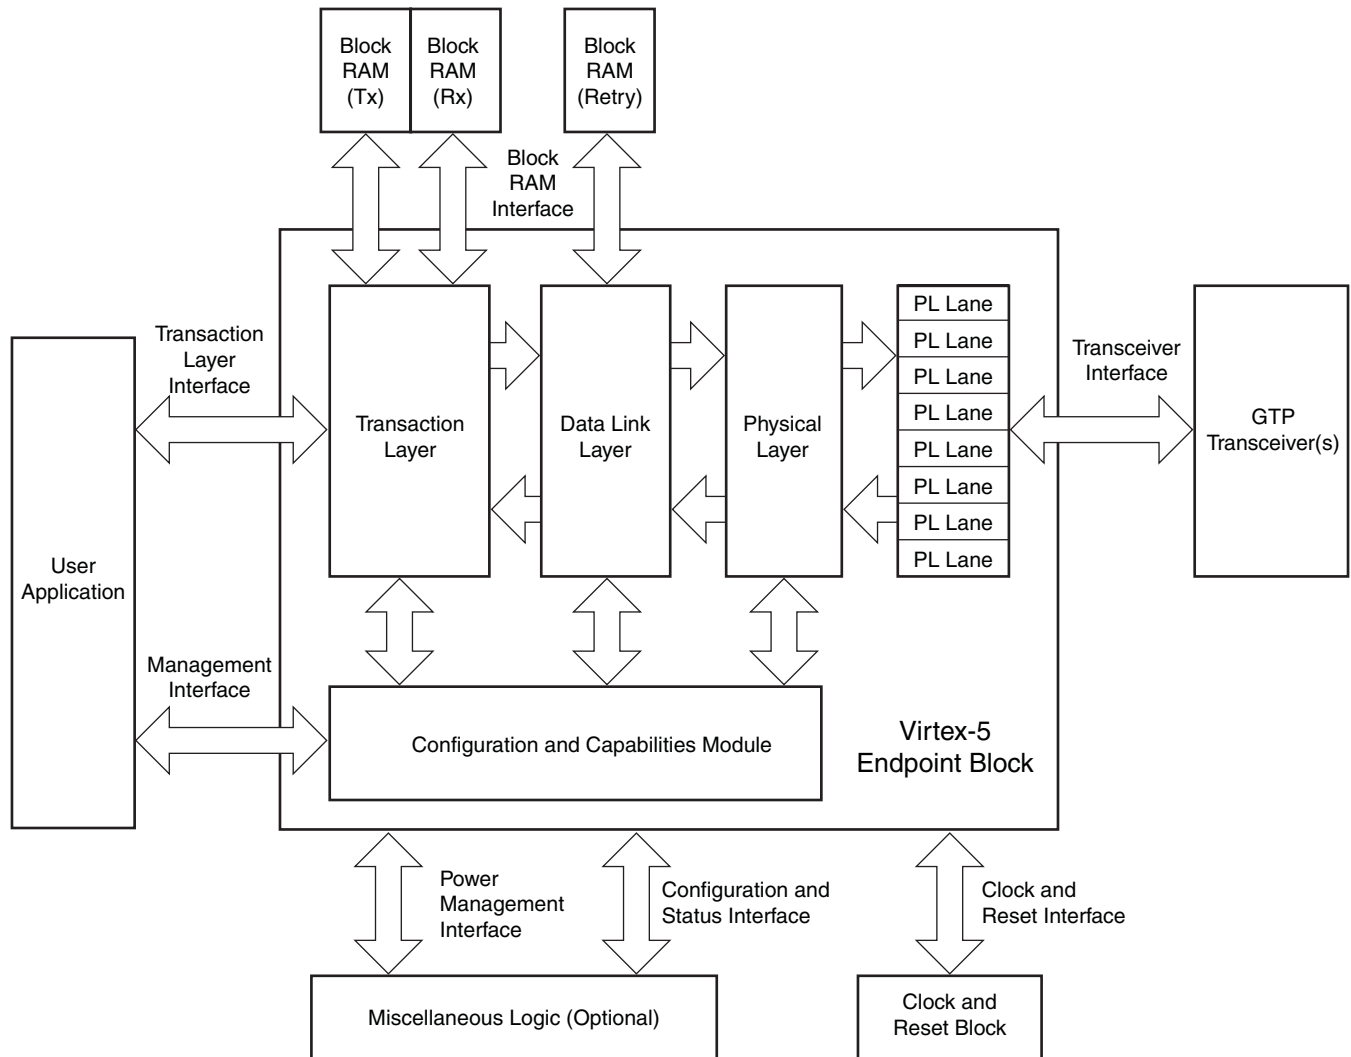 Block
RAM
(Tx)
Block
RAM
(Rx)
Block
RAM
(Retry)
Block
RAM
Interface
Transaction
Layer
Interface
User
Application
Management
Interface
Transaction
Layer
Data Link
Layer
Physical
Layer
PL Lane
PL Lane
PL Lane
PL Lane
PL Lane
PL Lane
PL Lane
PL Lane
Transceiver
Interface
GTP
Transceiver(s)
Configuration and Capabilities Module
Virtex-5
Endpoint Block
Power
Management
Interface
Configuration and
Status Interface
Clock and
Reset Interface
Miscellaneous Logic (Optional)
Clock and
Reset Block